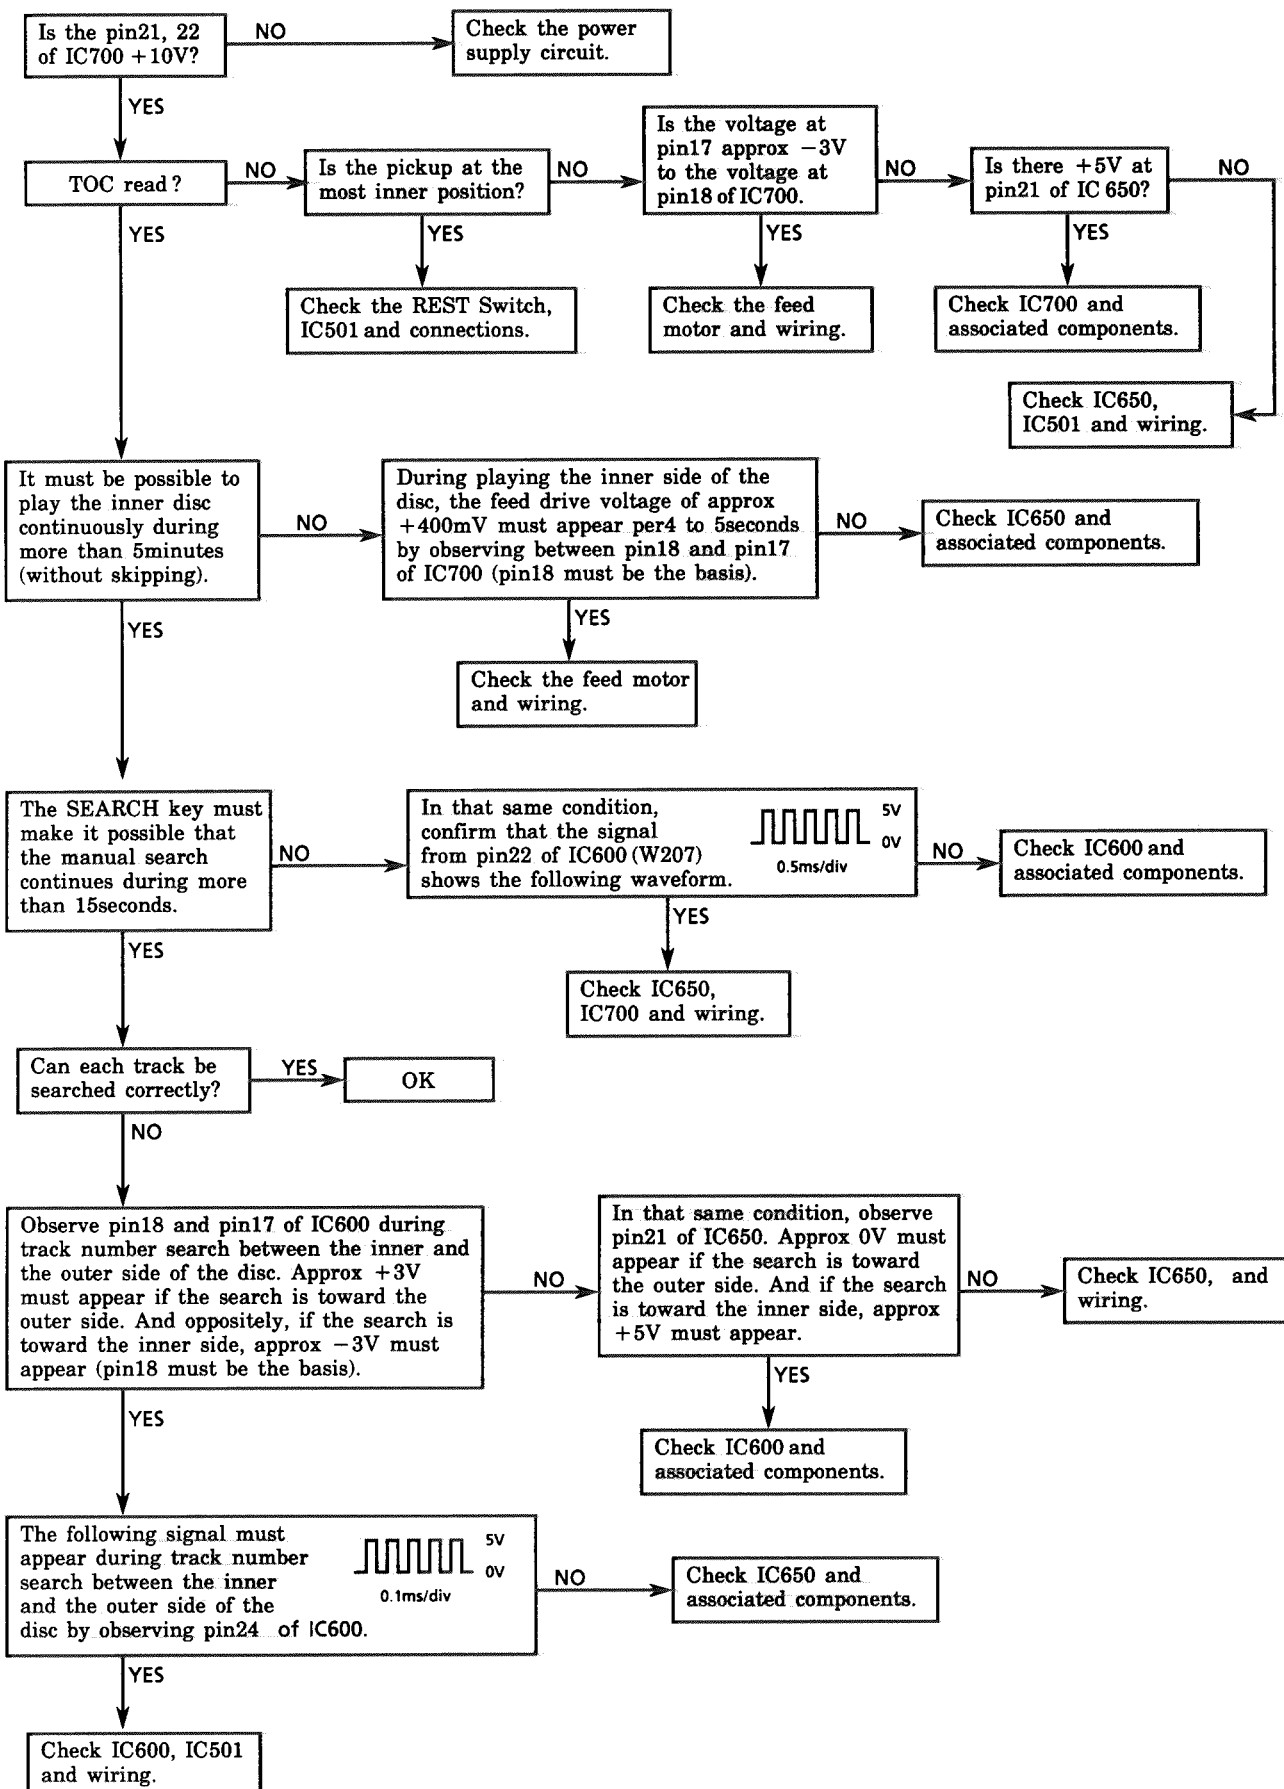 Is the pin21, 22
of IC700 +10V?
NO
Check the power
supply circuit.
YES
TOC read?
NO
Is the pickup at the
most inner position?
NO
Is the voltage at
pin17 approx −3V
to the voltage at
pin18 of IC700.
NO
Is there +5V at
pin21 of IC 650?
NO
YES
YES
YES
YES
Check the REST Switch,
IC501 and connections.
Check the feed
motor and wiring.
Check IC700 and
associated components.
Check IC650,
IC501 and wiring.
It must be possible to
play the inner disc
continuously during
more than 5minutes
(without skipping).
NO
During playing the inner side of the
disc, the feed drive voltage of approx
+400mV must appear per4 to 5seconds
by observing between pin18 and pin17
of IC700 (pin18 must be the basis).
NO
Check IC650 and
associated components.
YES
YES
Check the feed motor
and wiring.
The SEARCH key must
make it possible that
the manual search
continues during more
than 15seconds.
NO
In that same condition,
confirm that the signal
from pin22 of IC600 (W207)
shows the following waveform.
5V
0V
0.5ms/div
NO
Check IC600 and
associated components.
YES
YES
Check IC650,
IC700 and wiring.
Can each track be
searched correctly?
YES
OK
NO
Observe pin18 and pin17 of IC600 during
track number search between the inner and
the outer side of the disc. Approx +3V
must appear if the search is toward the
outer side. And oppositely, if the search is
toward the inner side, approx −3V must
appear (pin18 must be the basis).
NO
In that same condition, observe
pin21 of IC650. Approx 0V must
appear if the search is toward
the outer side. And if the search
is toward the inner side, approx
+5V must appear.
NO
Check IC650, and
wiring.
YES
YES
Check IC600 and
associated components.
The following signal must
appear during track number
search between the inner
and the outer side of the
disc by observing pin24 of IC600.
5V
0V
0.1ms/div
NO
Check IC650 and
associated components.
YES
Check IC600, IC501
and wiring.